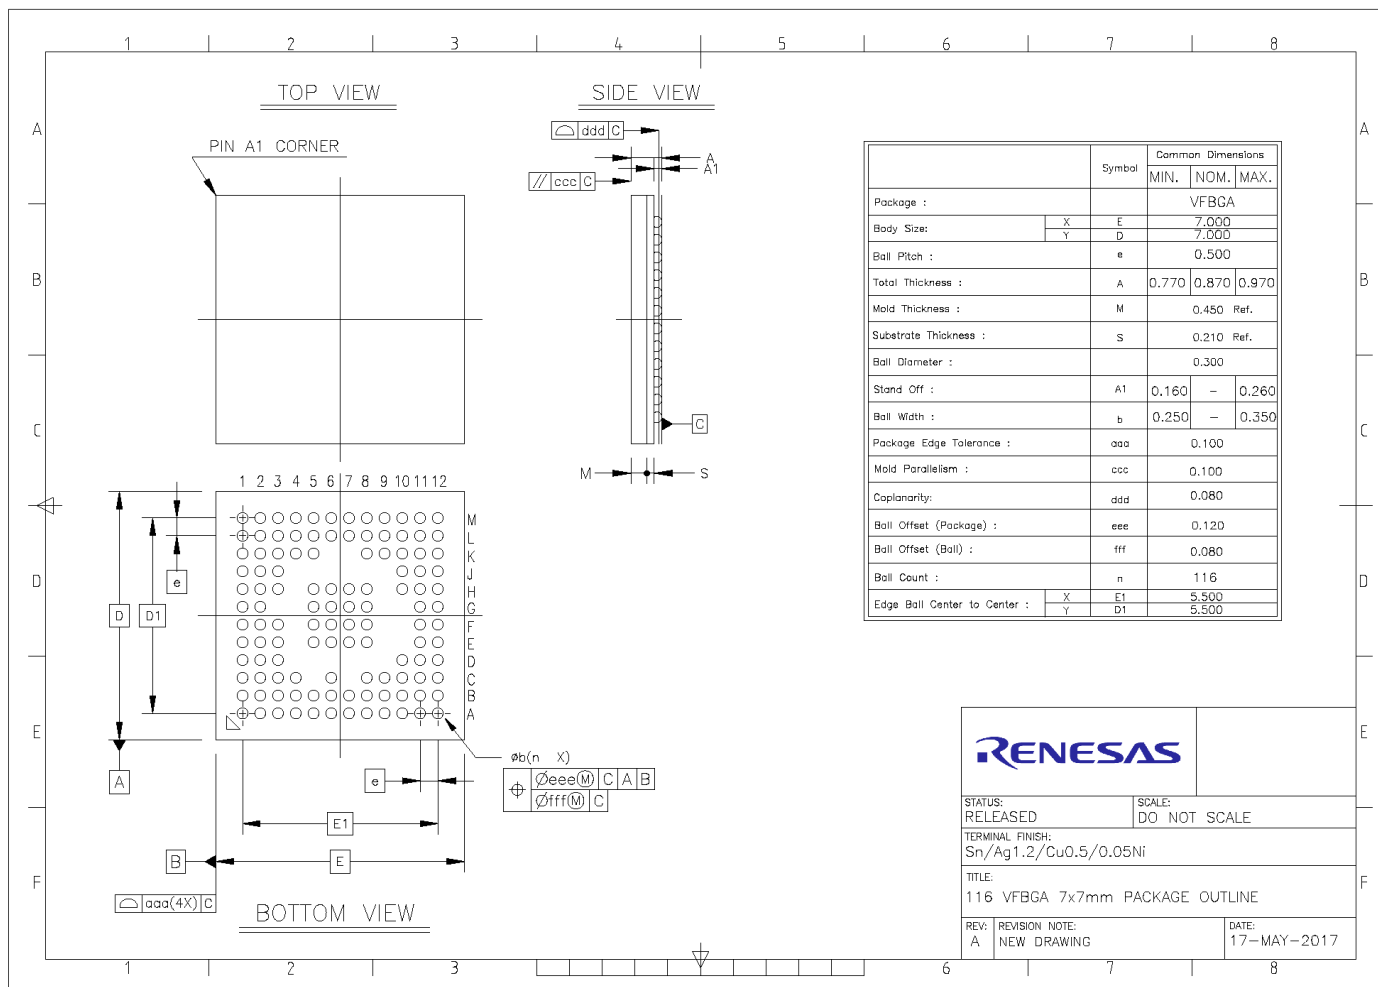 1 2 3 4 5 6 7 8
TOP VIEW
SIDE VIEW
PIN A1 CORNER
ddd C
A
A1
// ccc C
C
M S
A A
B B
C C
D D
E E
F F
Symbol Common Dimensions
MIN. NOM. MAX.
Package : VFBGA
Body Size: X E 7.000
Y D 7.000
Ball Pitch : e 0.500
Total Thickness : A 0.770 0.870 0.970
Mold Thickness : M 0.450 Ref.
Substrate Thickness : S 0.210 Ref.
Ball Diameter : 0.300
Stand Off : A1 0.160 – 0.260
Ball Width : b 0.250 – 0.350
Package Edge Tolerance : aaa 0.100
Mold Parallelism : ccc 0.100
Coplanarity: ddd 0.080
Ball Offset (Package) : eee 0.120
Ball Offset (Ball) : fff 0.080
Ball Count : n 116
Edge Ball Center to Center : X E1 5.500
Y D1 5.500
1 2 3 4 5 6 7 8 9 10 11 12
M
L
K
J
H
G
F
E
D
C
B
A
e
D D1
A
øb(n X)
Øeee Ⓜ C A B
Øfff Ⓜ C
e
E1
B E
aaa(4X) C
BOTTOM VIEW
RENESAS
STATUS:
RELEASED
SCALE:
DO NOT SCALE
TERMINAL FINISH:
Sn/Ag1.2/Cu0.5/0.05Ni
TITLE:
116 VFBGA 7x7mm PACKAGE OUTLINE
REV:
A
REVISION NOTE:
NEW DRAWING
DATE:
17-MAY-2017
1 2 3 6 7 8